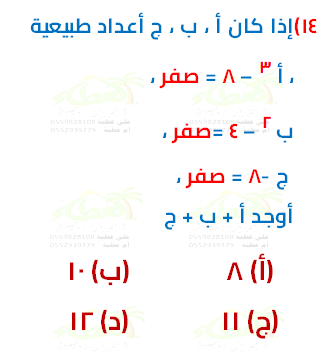 ١٤)إذا كان أ ، ب ، ج أعداد طبيعية
، أ ٣ – ٨ = صفر ،
ب ٢ – ٤ =صفر ،
ج -٨ = صفر ،
أوجد أ + ب + ج
(أ) ٨ (ب) ١٠
(ج) ١١ (د) ١٢